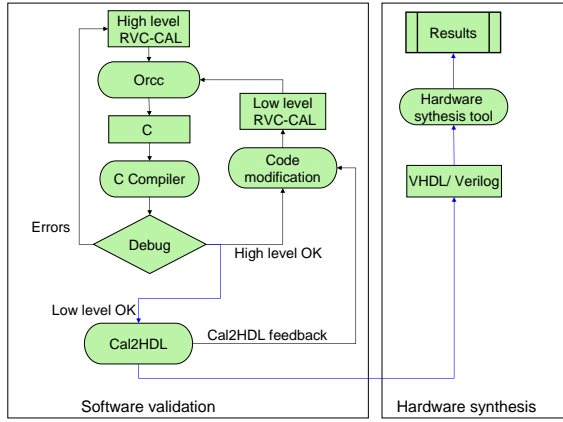 High level
RVC-CAL
Orcc
C
C Compiler
Debug
Errors
High level OK
Low level
RVC-CAL
Code
modification
Low level OK
Cal2HDL
Cal2HDL feedback
Software validation
Results
Hardware
sythesis tool
VHDL/ Verilog
Hardware synthesis